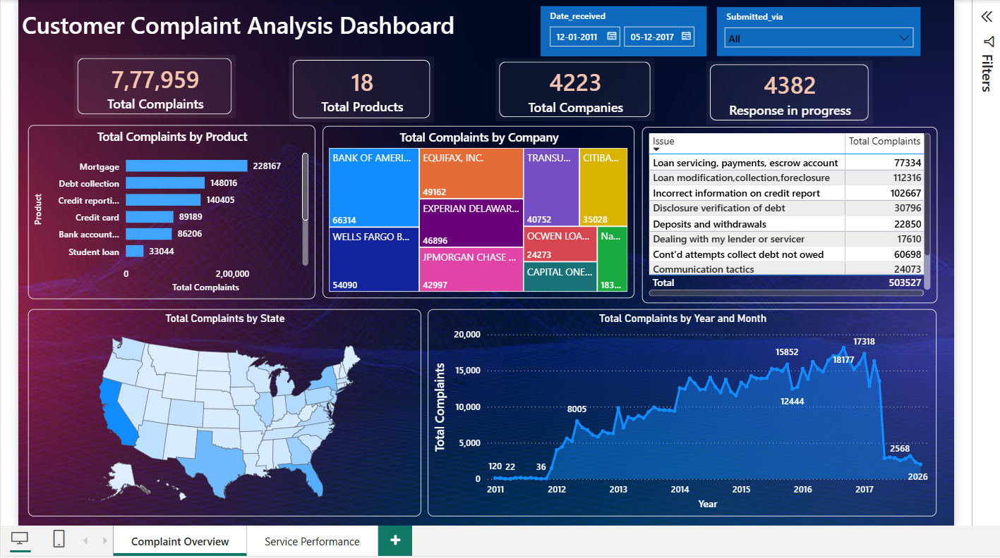 Customer Complaint Analysis Dashboard
Date_received
12-01-2011
05-12-2017
Submitted_via
All
Filters
7,77,959
Total Complaints
18
Total Products
4223
Total Companies
4382
Response in progress
Total Complaints by Product
Product
Mortgage 228167
Debt collection 148016
Credit reporti... 140405
Credit card 89189
Bank account... 86206
Student loan 33044
0 2,00,000
Total Complaints
Total Complaints by Company
BANK OF AMERI...
66314
WELLS FARGO B...
54090
EQUIFAX, INC.
49162
EXPERIAN DELAWAR...
46896
JPMORGAN CHASE ...
42997
TRANSU...
40752
CITIBA...
35028
OCWEN LOA...
24273
CAPITAL ONE...
Na...
183...
Issue Total Complaints
Loan servicing, payments, escrow account 77334
Loan modification,collection,foreclosure 112316
Incorrect information on credit report 102667
Disclosure verification of debt 30796
Deposits and withdrawals 22850
Dealing with my lender or servicer 17610
Cont'd attempts collect debt not owed 60698
Communication tactics 24073
Total 503527
Total Complaints by State
Total Complaints by Year and Month
Total Complaints
20,000
15,000
10,000
5,000
0
120 22 36
8005
15852
12444
18177
17318
2568
2026
2011 2012 2013 2014 2015 2016 2017
Year
Complaint Overview
Service Performance
+